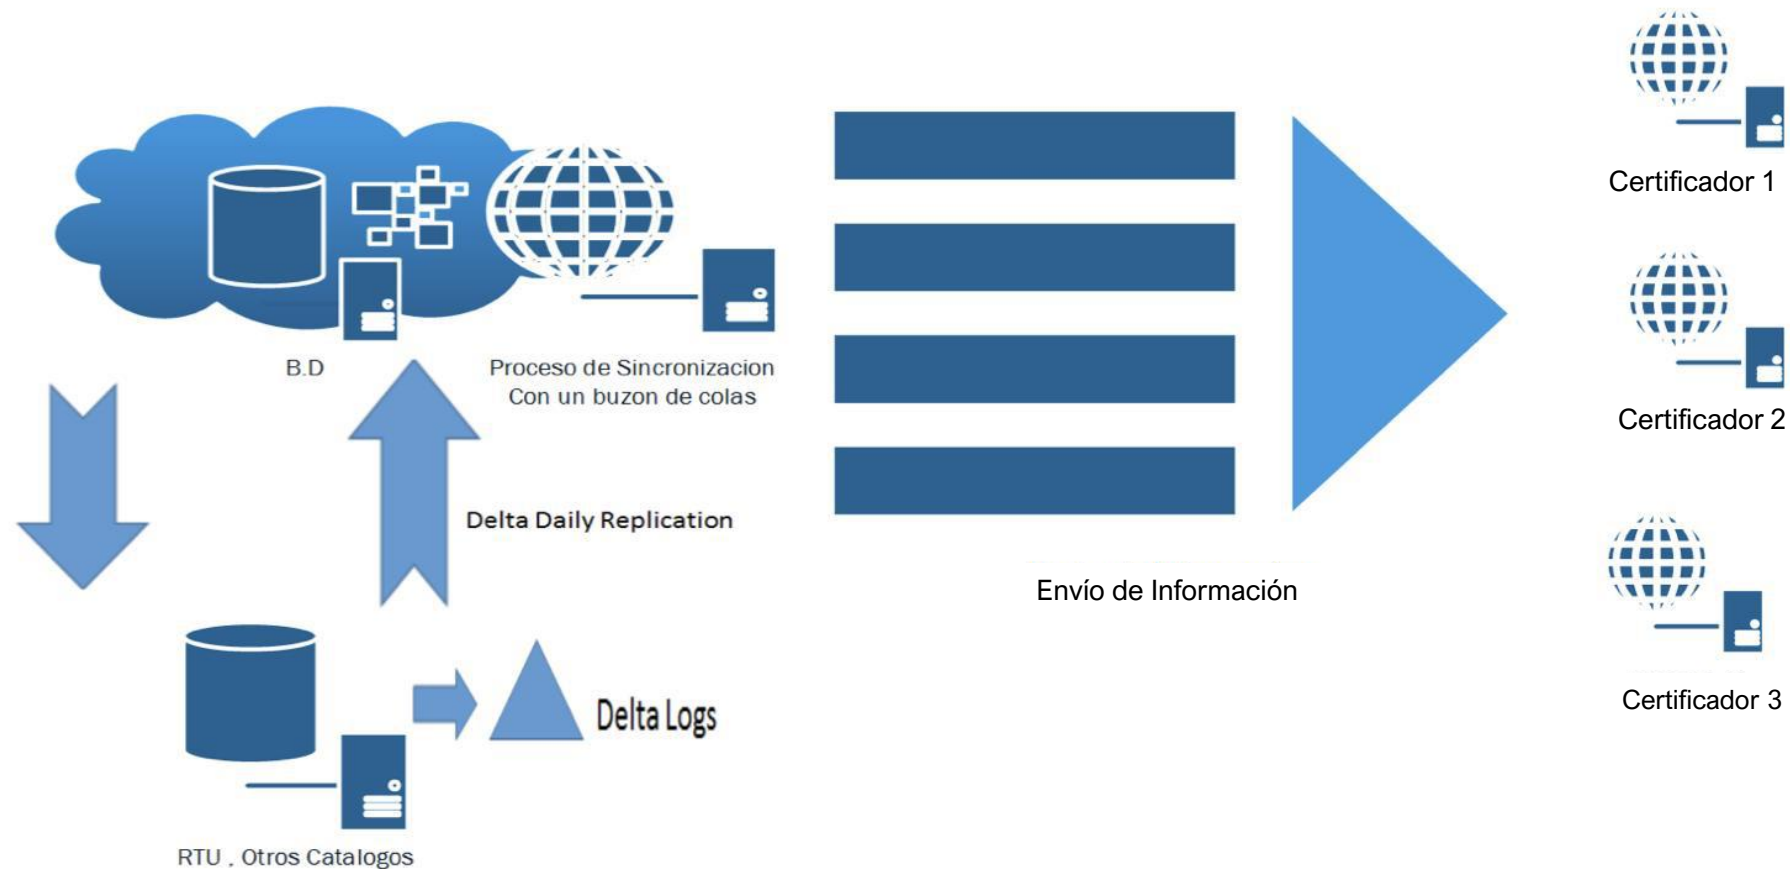 Certificador 1
B.D
Proceso de Sincronizacion
Con un buzon de colas
Certificador 2
Delta Daily Replication
Envío de Información
Delta Logs
Certificador 3
RTU , Otros Catalogos